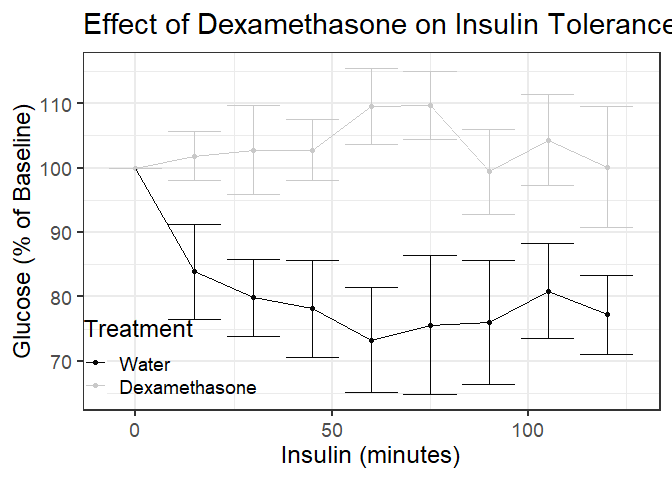 Effect of Dexamethasone on Insulin Tolerance
Glucose (% of Baseline)
110
100
90
80
70
Treatment
Water
Dexamethasone
0
50
100
Insulin (minutes)